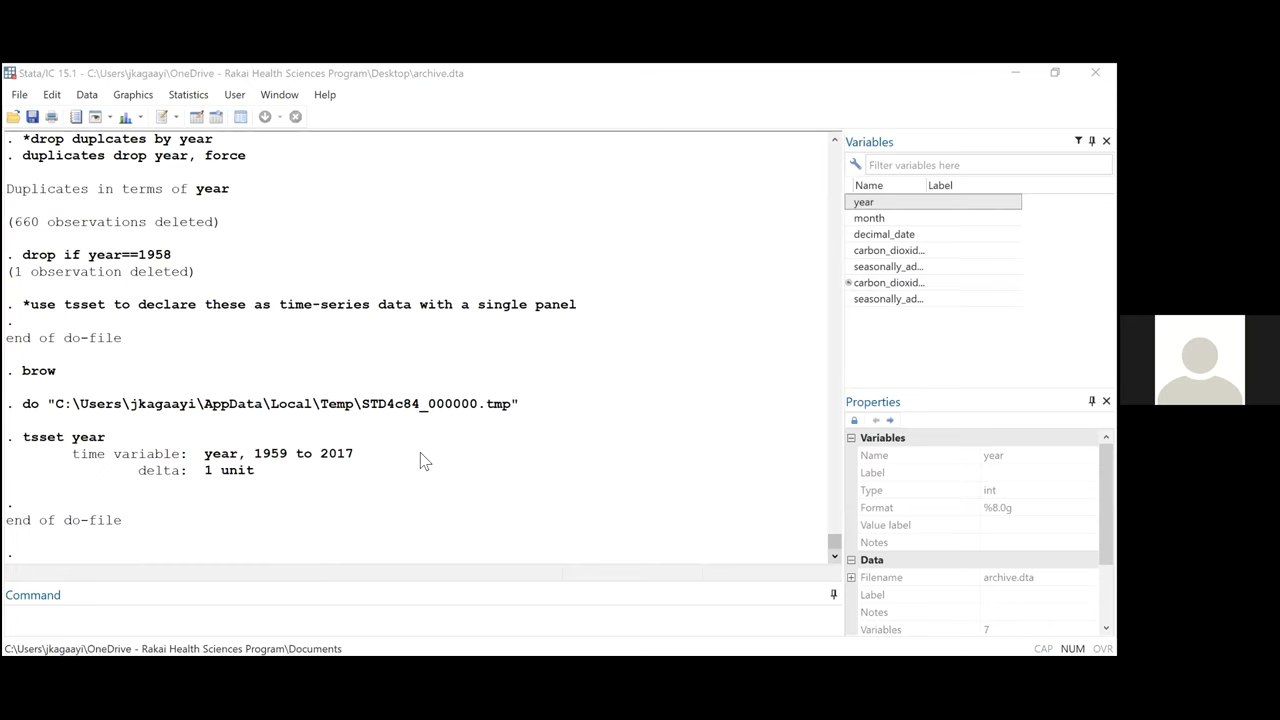 Stata/IC 15.1 - C:\Users\jkagaayi\OneDrive - Rakai Health Sciences Program\Desktop\archive.dta
File Edit Data Graphics Statistics User Window Help
. *drop duplcates by year
. duplicates drop year, force
Duplicates in terms of year
(660 observations deleted)
. drop if year==1958
(1 observation deleted)
. *use tsset to declare these as time-series data with a single panel
.
end of do-file
. brow
. do "C:\Users\jkagaayi\AppData\Local\Temp\STD4c84_000000.tmp"
. tsset year
time variable: year, 1959 to 2017
delta: 1 unit
.
end of do-file
.
Command
Variables
Filter variables here
Name Label
year
month
decimal_date
carbon_dioxid...
seasonally_ad...
carbon_dioxid...
seasonally_ad...
Properties
Variables
Name year
Label
Type int
Format %8.0g
Value label
Notes
Data
Filename archive.dta
Label
Notes
Variables 7
C:\Users\jkagaayi\OneDrive - Rakai Health Sciences Program\Documents
CAP NUM OVR